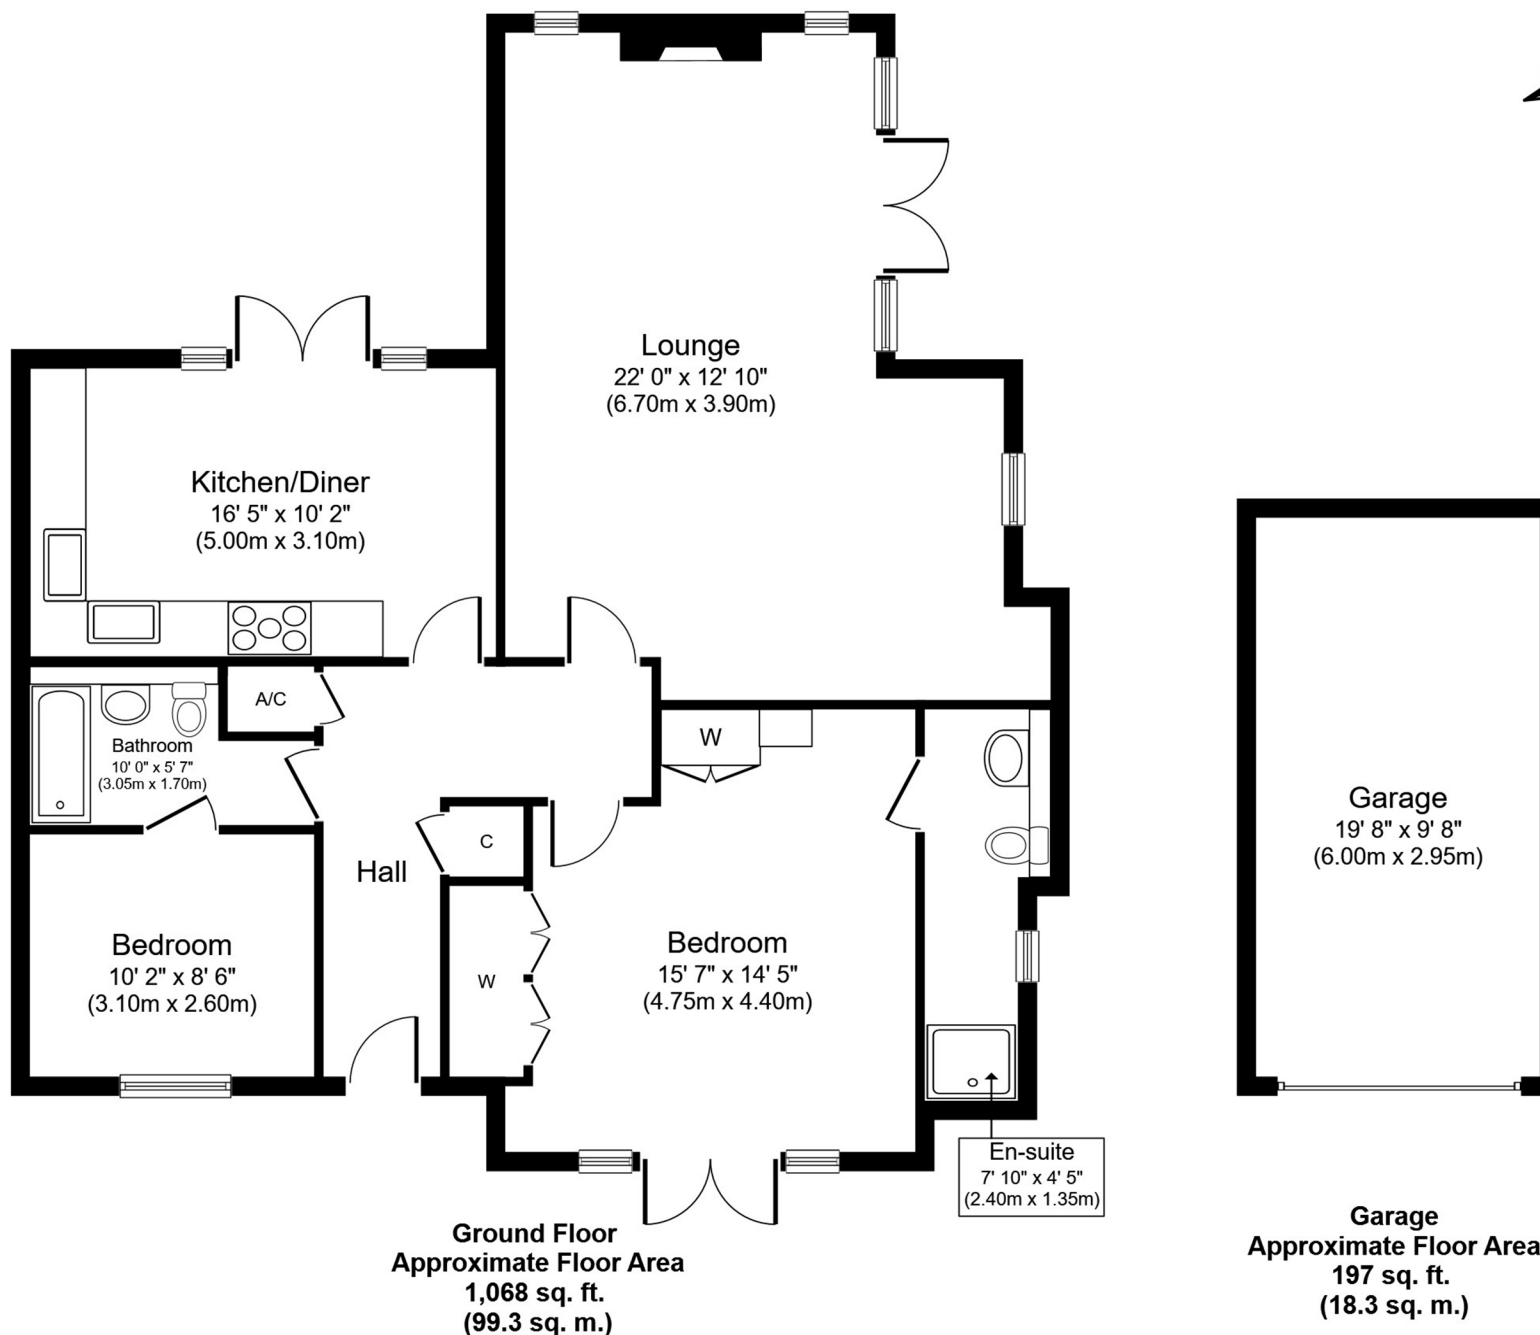 Lounge
22' 0" x 12' 10"
(6.70m x 3.90m)
Kitchen/Diner
16' 5" x 10' 2"
(5.00m x 3.10m)
A/C
Bathroom
10' 0" x 5' 7"
(3.05m x 1.70m)
W
C
Hall
W
Bedroom
10' 2" x 8' 6"
(3.10m x 2.60m)
Bedroom
15' 7" x 14' 5"
(4.75m x 4.40m)
Garage
19' 8" x 9' 8"
(6.00m x 2.95m)
En-suite
7' 10" x 4' 5"
(2.40m x 1.35m)
Ground Floor
Approximate Floor Area
1,068 sq. ft.
(99.3 sq. m.)
Garage
Approximate Floor Area
197 sq. ft.
(18.3 sq. m.)